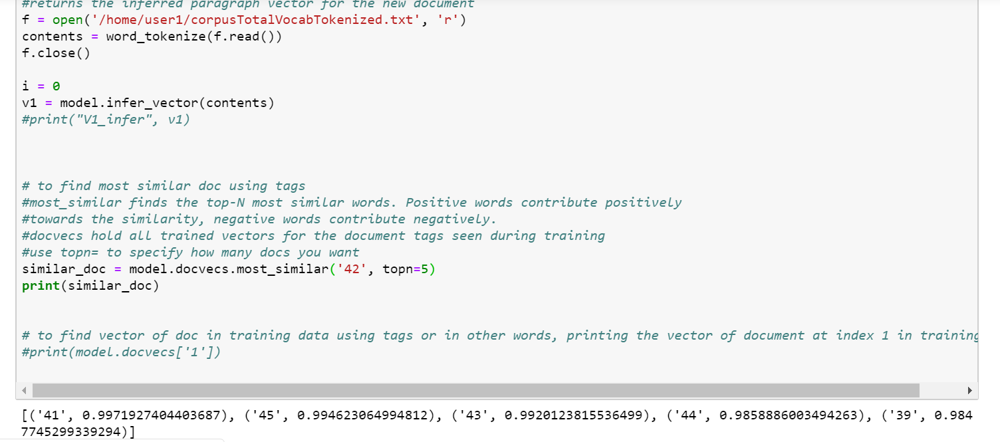 #returns the inferred paragraph vector for the new document
f = open('/home/user1/corpusTotalVocabTokenized.txt', 'r')
contents = word_tokenize(f.read())
f.close()
i = 0
v1 = model.infer_vector(contents)
#print("V1_infer", v1)
# to find most similar doc using tags
#most_similar finds the top-N most similar words. Positive words contribute positively
#towards the similarity, negative words contribute negatively.
#docvecs hold all trained vectors for the document tags seen during training
#use topn= to specify how many docs you want
similar_doc = model.docvecs.most_similar('42', topn=5)
print(similar_doc)
# to find vector of doc in training data using tags or in other words, printing the vector of document at index 1 in training
#print(model.docvecs['1'])
[('41', 0.9971927404403687), ('45', 0.994623064994812), ('43', 0.9920123815536499), ('44', 0.9858886003494263), ('39', 0.984
7745299339294)]